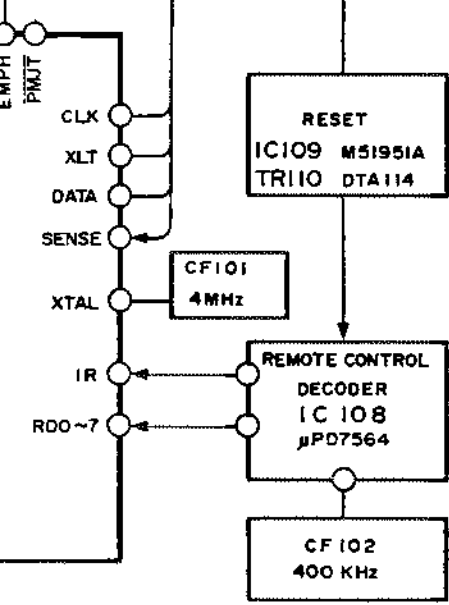 EMPH
PMJT
CLK
XLT
DATA
SENSE
XTAL
IR
RD0~7
RESET
IC109 M51951A
TR110 DTA114
CF101
4MHz
REMOTE CONTROL
DECODER
IC 108
μPD7564
CF 102
400 KHz